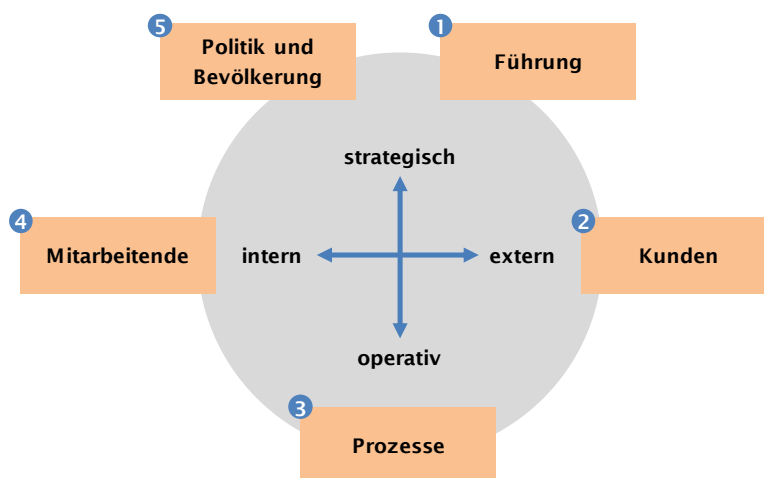 5
Politik und
Bevölkerung
1
Führung
strategisch
4
Mitarbeitende
intern
extern
2
Kunden
operativ
3
Prozesse